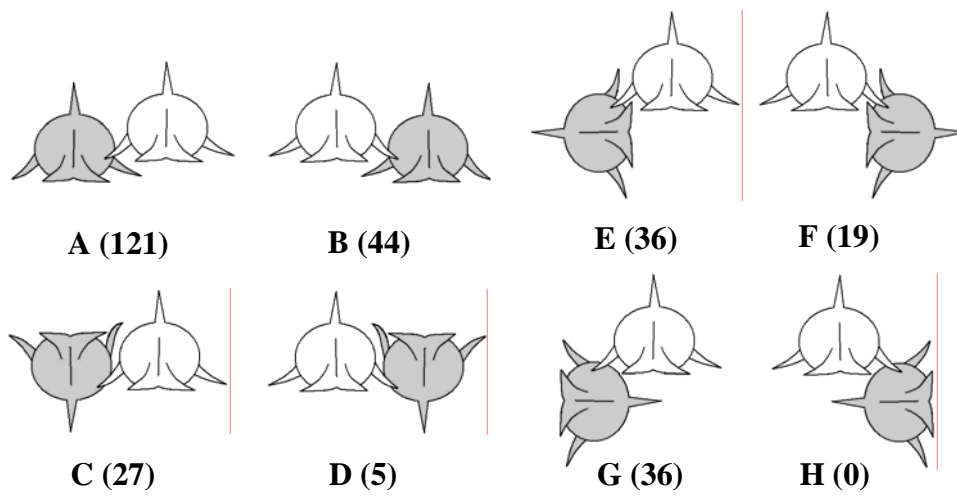 A (121)
B (44)
E (36)
F (19)
C (27)
D (5)
G (36)
H (0)